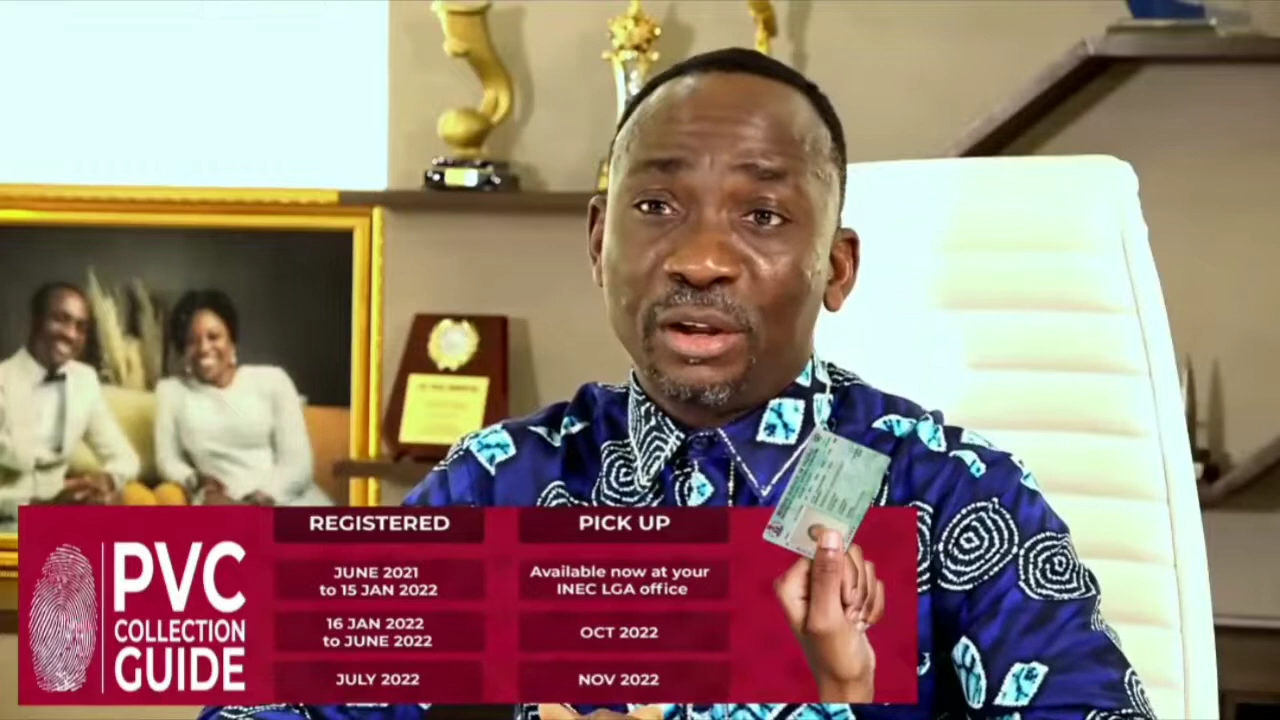 PVC
COLLECTION
GUIDE
REGISTERED
PICK UP
JUNE 2021
to 15 JAN 2022
Available now at your
INEC LGA office
16 JAN 2022
to JUNE 2022
OCT 2022
JULY 2022
NOV 2022